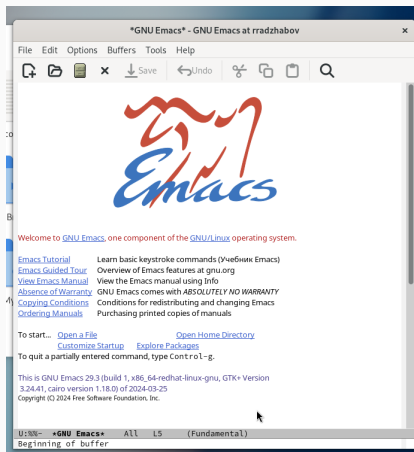 *GNU Emacs* - GNU Emacs at rradzhabov ×
File Edit Options Buffers Tools Help
Save Undo
Emacs
Welcome to GNU Emacs, one component of the GNU/Linux operating system.
Emacs Tutorial Learn basic keystroke commands (Учебник Emacs)
Emacs Guided Tour Overview of Emacs features at gnu.org
View Emacs Manual View the Emacs manual using Info
Absence of Warranty GNU Emacs comes with ABSOLUTELY NO WARRANTY
Copying Conditions Conditions for redistributing and changing Emacs
Ordering Manuals Purchasing printed copies of manuals
To start... Open a File Open Home Directory
Customize Startup Explore Packages
To quit a partially entered command, type Control-g.
This is GNU Emacs 29.3 (build 1, x86_64-redhat-linux-gnu, GTK+ Version
3.24.41, cairo version 1.18.0) of 2024-03-25
Copyright (C) 2024 Free Software Foundation, Inc.
U:%%- *GNU Emacs* All L5 (Fundamental)
Beginning of buffer